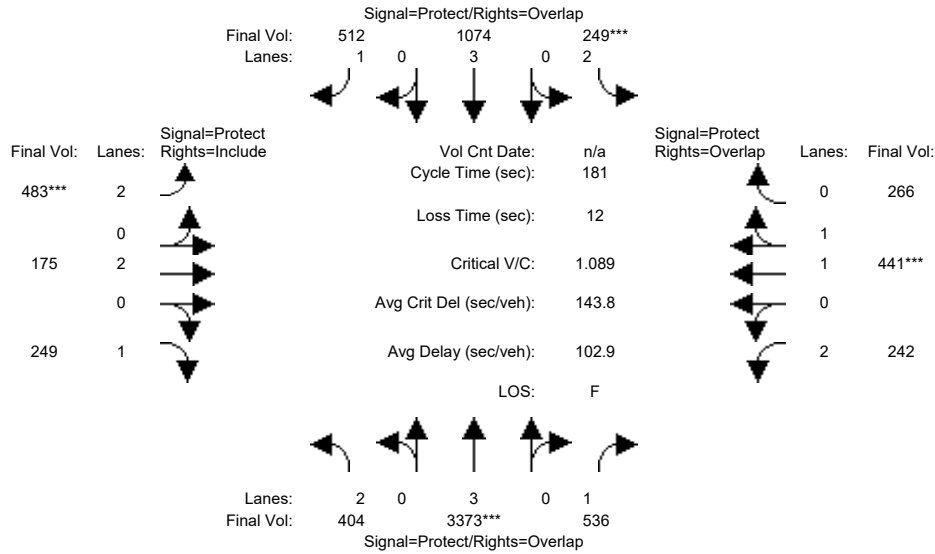 Signal=Protect/Rights=Overlap
Final Vol: 512 1074 249***
Lanes: 1 0 3 0 2
Signal=Protect Signal=Protect
Final Vol: Lanes: Rights=Include Vol Cnt Date: n/a Rights=Overlap Lanes: Final Vol:
Cycle Time (sec): 181
483*** 2 0 266
Loss Time (sec): 12
0 1
175 2 Critical V/C: 1.089 1 441***
0 Avg Crit Del (sec/veh): 143.8 0
249 1 Avg Delay (sec/veh): 102.9 2 242
LOS: F
Lanes: 2 0 3 0 1
Final Vol: 404 3373*** 536
Signal=Protect/Rights=Overlap